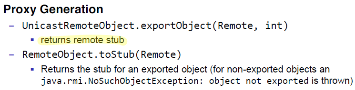 Proxy Generation
– UnicastRemoteObject.exportObject(Remote, int)
▪ returns remote stub
– RemoteObject.toStub(Remote)
▪ Returns the stub for an exported object (for non-exported objects an
java.rmi.NoSuchObjectException: object not exported is thrown)